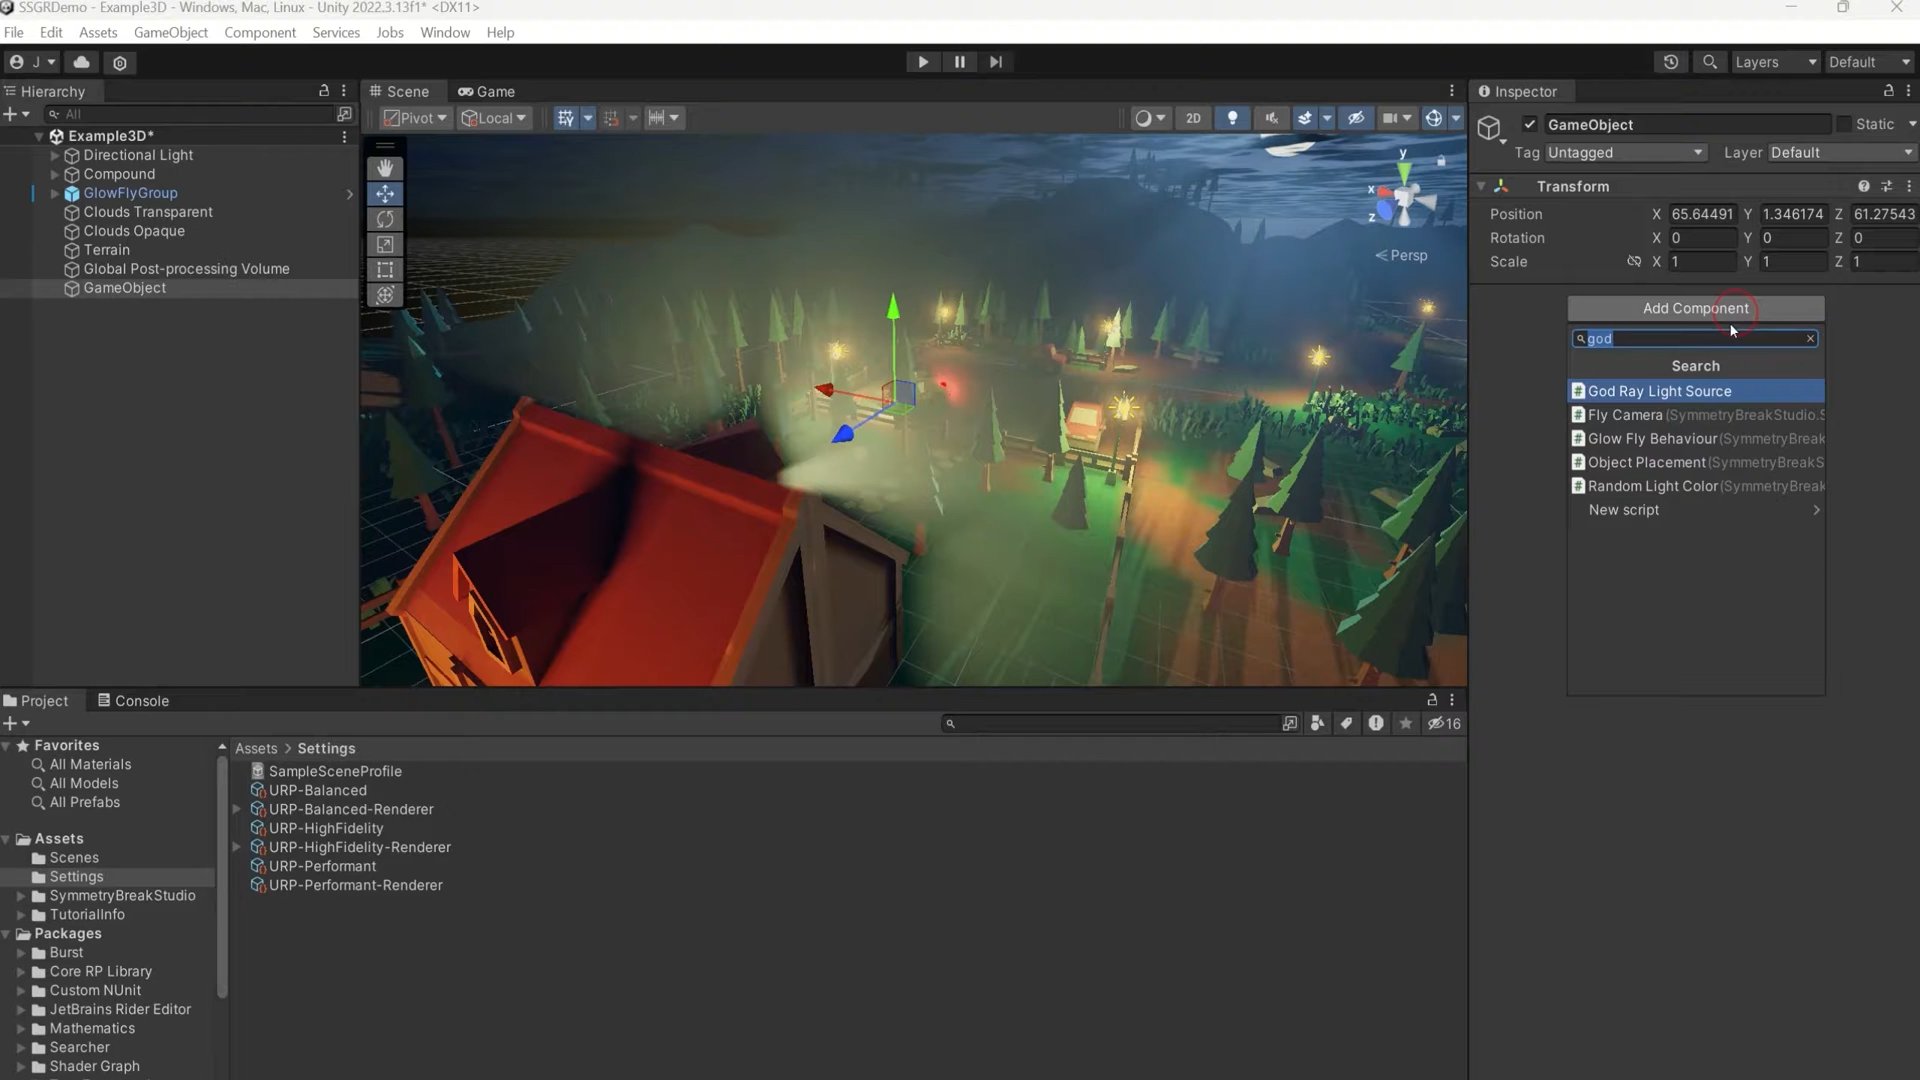 SSGRDemo - Example3D - Windows, Mac, Linux - Unity 2022.3.13f1* <DX11>
File Edit Assets GameObject Component Services Jobs Window Help
J Layers Default
Hierarchy
All
Example3D*
Directional Light
Compound
GlowFlyGroup
Clouds Transparent
Clouds Opaque
Terrain
Global Post-processing Volume
GameObject
Scene Game
Pivot Local 2D
y
x
z
Persp
Inspector
GameObject Static
Tag Untagged Layer Default
Transform
Position X 65.64491 Y 1.346174 Z 61.27543
Rotation X 0 Y 0 Z 0
Scale X 1 Y 1 Z 1
Add Component
god
Search
God Ray Light Source
Fly Camera (SymmetryBreakStudio.S
Glow Fly Behaviour (SymmetryBreak
Object Placement (SymmetryBreakS
Random Light Color (SymmetryBreak
New script
Project Console
16
Favorites
All Materials
All Models
All Prefabs
Assets
Scenes
Settings
SymmetryBreakStudio
TutorialInfo
Packages
Burst
Core RP Library
Custom NUnit
JetBrains Rider Editor
Mathematics
Searcher
Shader Graph
Assets > Settings
SampleSceneProfile
URP-Balanced
URP-Balanced-Renderer
URP-HighFidelity
URP-HighFidelity-Renderer
URP-Performant
URP-Performant-Renderer